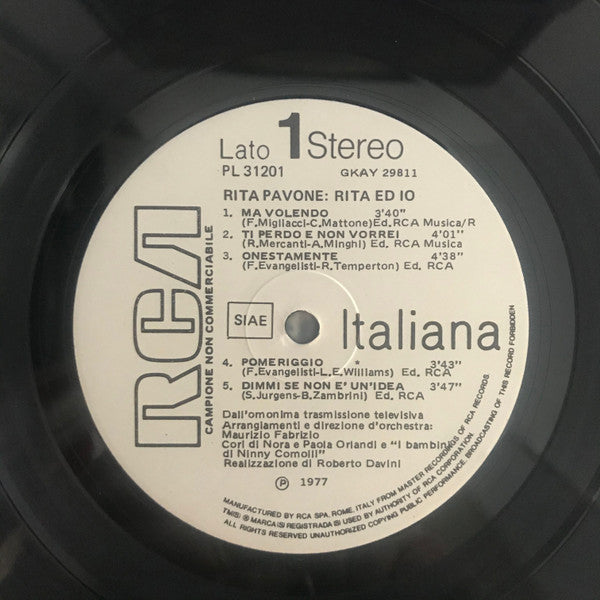 Lato 1 Stereo
PL 31201 GKAY 29811
RITA PAVONE: RITA ED IO
1. MA VOLENDO 3'40"
(F.Migliacci-C.Mattone) Ed. RCA Musica/R
2. TI PERDO E NON VORREI 4'01"
(R.Mercanti-A.Minghi) Ed. RCA Musica
3. ONESTAMENTE 4'38"
(F.Evangelisti-R.Temperton) Ed. RCA
RCA
CAMPIONE NON COMMERCIABILE
SIAE
Italiana
4. POMERIGGIO * 3'43"
(F.Evangelisti-L.E.Williams) Ed. RCA
5. DIMMI SE NON E' UN'IDEA 3'47"
(S.Jurgens-B.Zambrini) Ed. RCA
Dall'omonima trasmissione televisiva
Arrangiamenti e direzione d'orchestra:
Maurizio Fabrizio
Cori di Nora e Paola Orlandi e "I bambini
di Ninny Comolli"
Realizzazione di Roberto Davini
℗ 1977
MANUFACTURED BY RCA SPA, ROME, ITALY FROM MASTER RECORDINGS OF RCA RECORDS
TM(S) ® MARCA(S) REGISTRADA(S) USED BY AUTHORITY OF RCA CORPORATION.
ALL RIGHTS RESERVED UNAUTHORIZED COPYING PUBLIC PERFORMANCE, BROADCASTING OF THIS RECORD FORBIDDEN